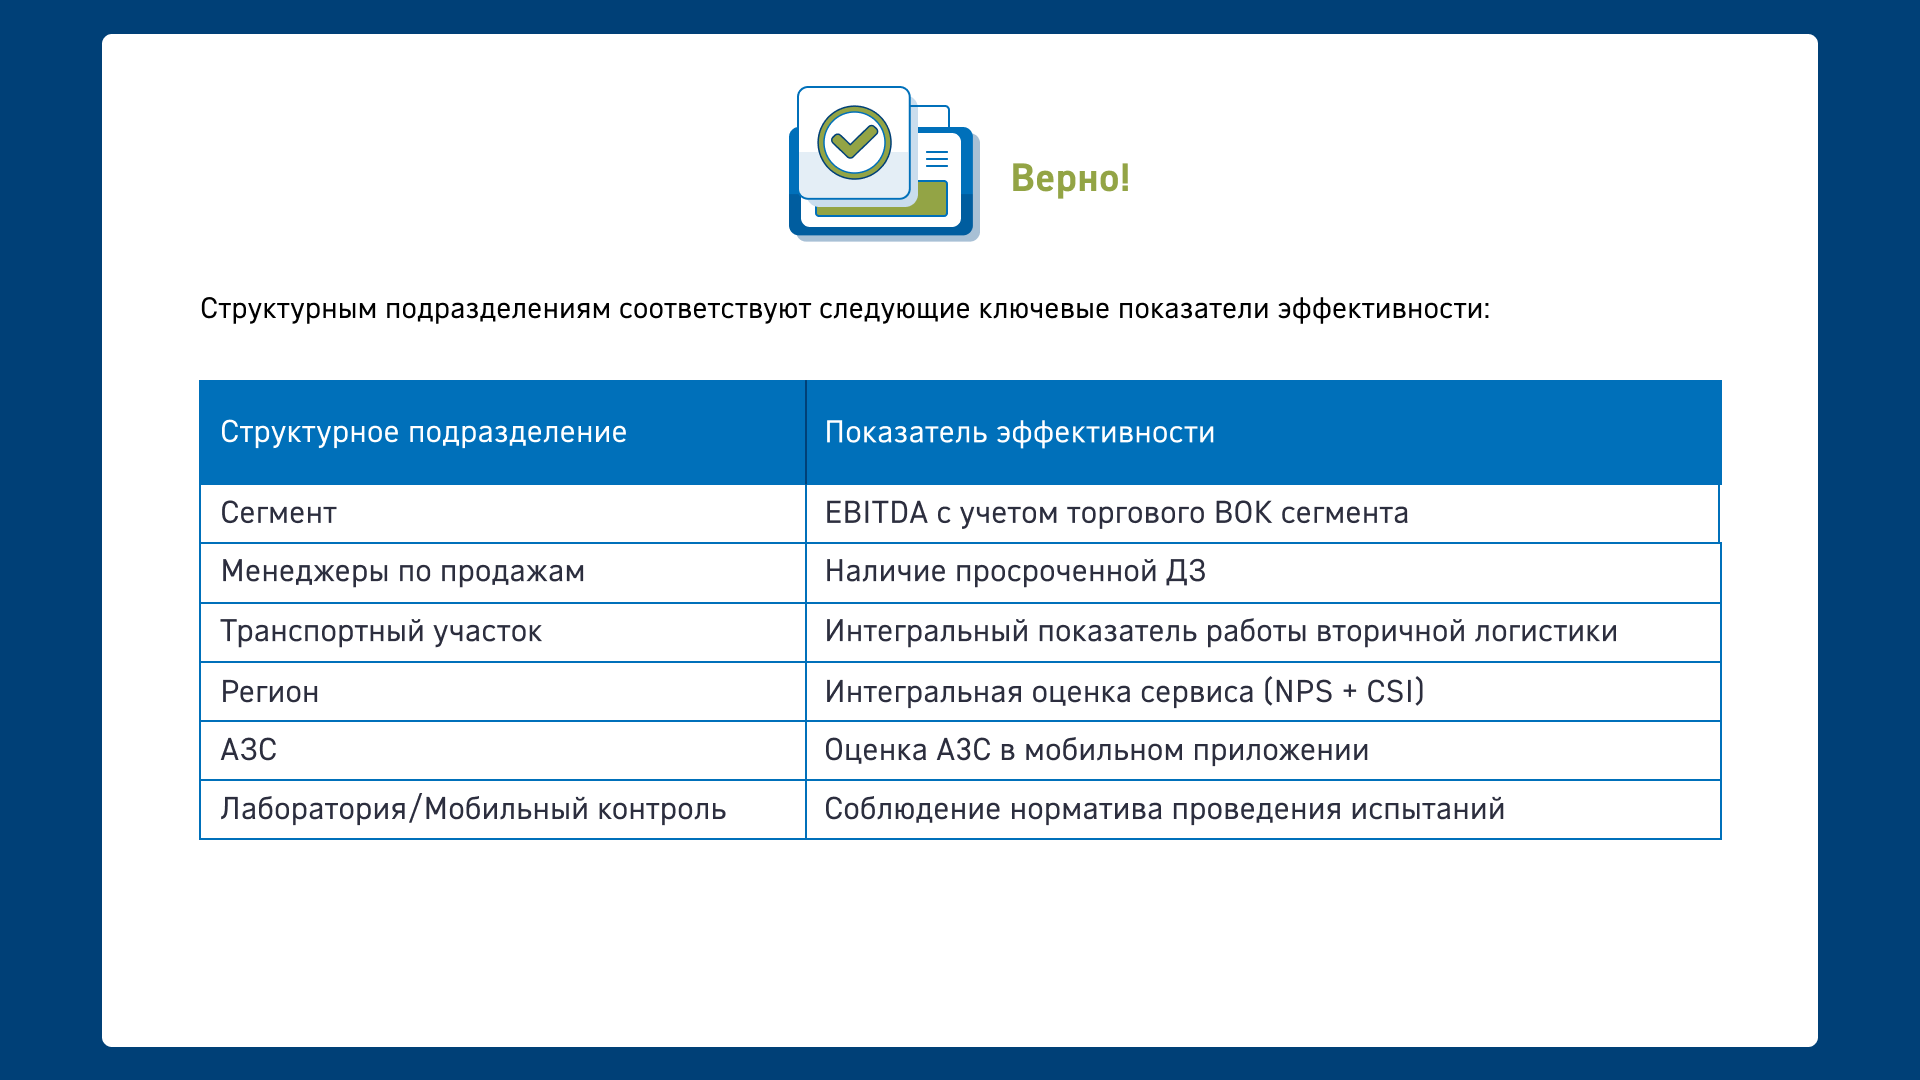 Верно!
Структурным подразделениям соответствуют следующие ключевые показатели эффективности:
Структурное подразделение Показатель эффективности
Сегмент EBITDA с учетом торгового ВОК сегмента
Менеджеры по продажам Наличие просроченной ДЗ
Транспортный участок Интегральный показатель работы вторичной логистики
Регион Интегральная оценка сервиса (NPS + CSI)
АЗС Оценка АЗС в мобильном приложении
Лаборатория/Мобильный контроль Соблюдение норматива проведения испытаний